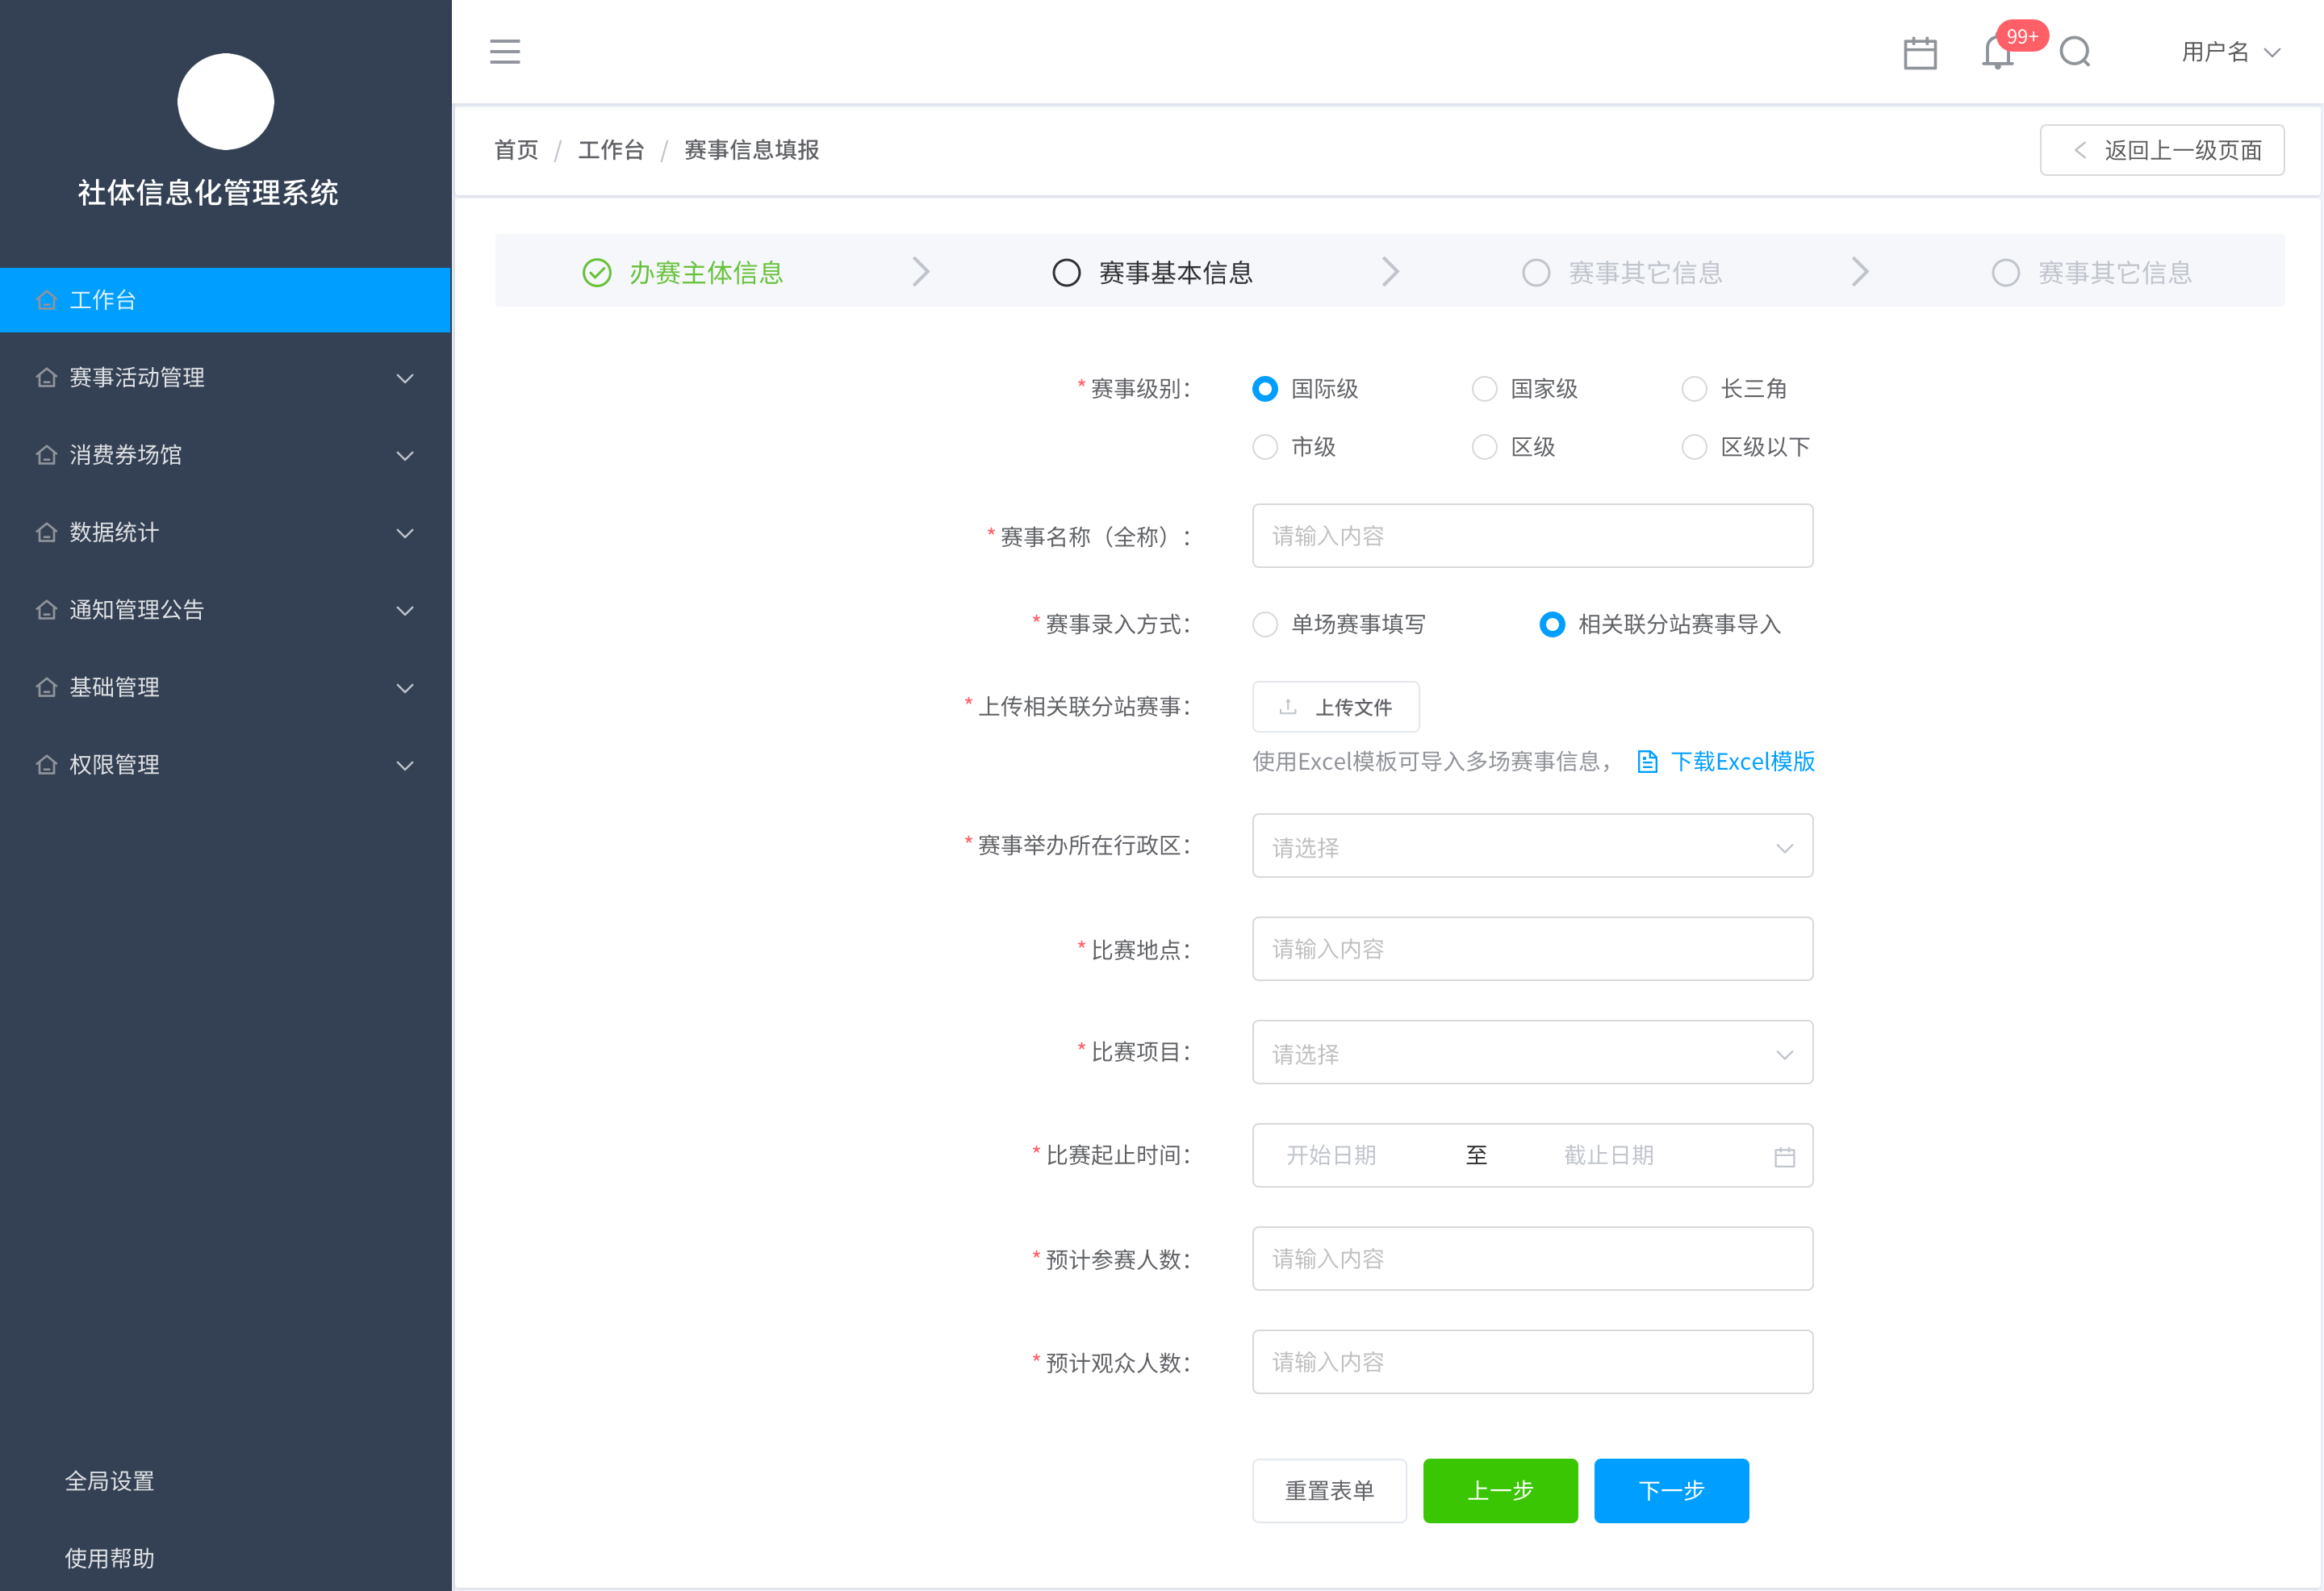 社体信息化管理系统
工作台
赛事活动管理
消费券场馆
数据统计
通知管理公告
基础管理
权限管理
全局设置
使用帮助
99+
用户名
首页 / 工作台 / 赛事信息填报
返回上一级页面
办赛主体信息 赛事基本信息 赛事其它信息 赛事其它信息
* 赛事级别： 国际级 国家级 长三角
市级 区级 区级以下
* 赛事名称（全称）： 请输入内容
* 赛事录入方式： 单场赛事填写 相关联分站赛事导入
* 上传相关联分站赛事： 上传文件
使用Excel模板可导入多场赛事信息， 下载Excel模版
* 赛事举办所在行政区： 请选择
* 比赛地点： 请输入内容
* 比赛项目： 请选择
* 比赛起止时间： 开始日期 至 截止日期
* 预计参赛人数： 请输入内容
* 预计观众人数： 请输入内容
重置表单 上一步 下一步